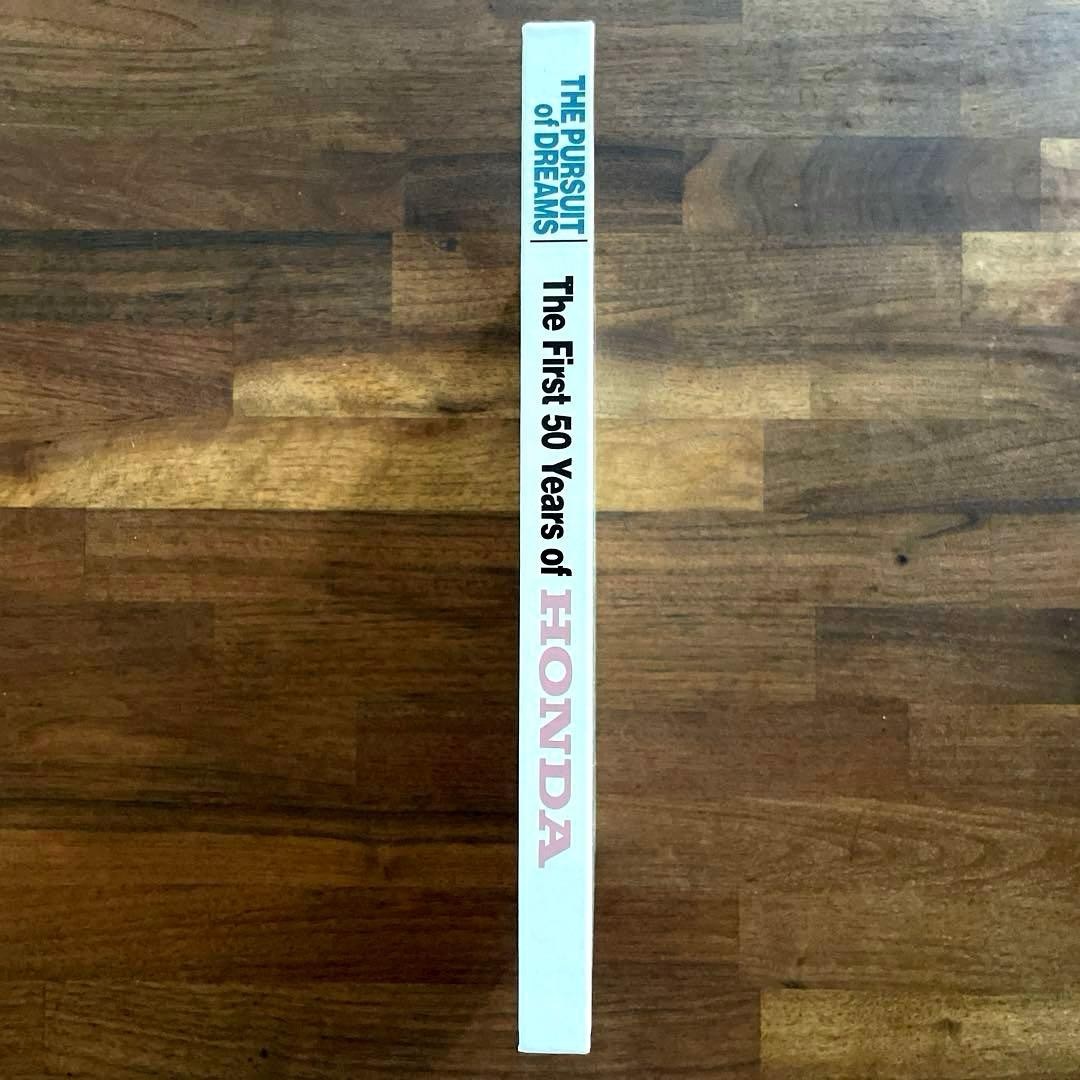 THE PURSUIT
of DREAMS
The First 50 Years of HONDA